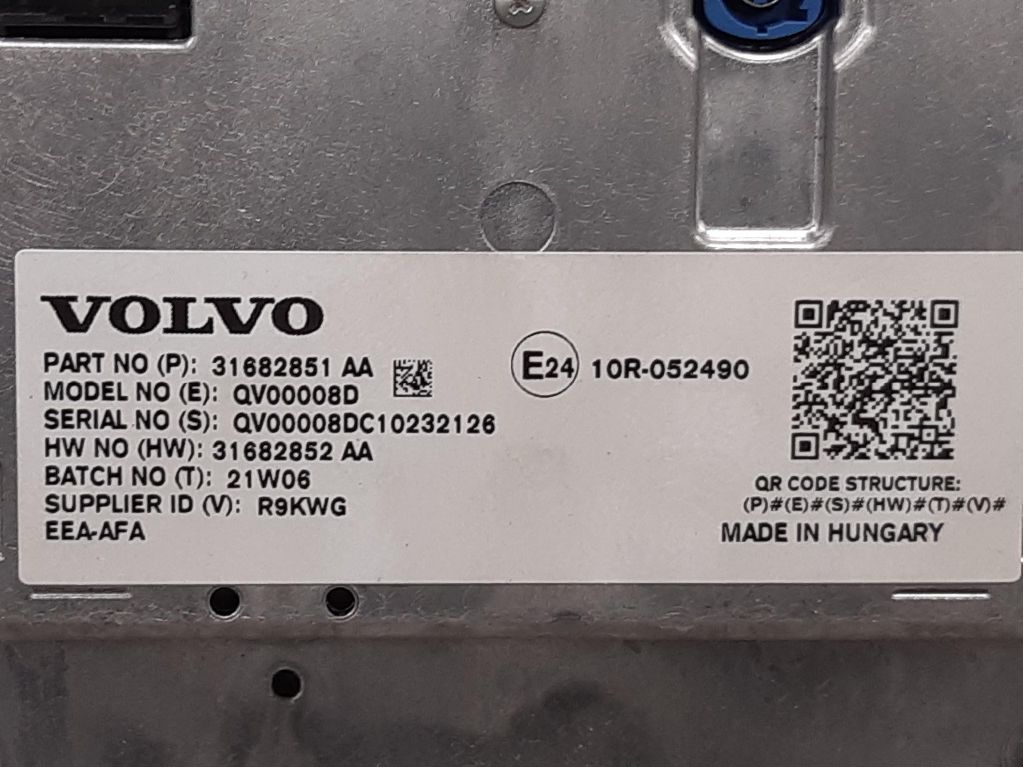 VOLVO
PART NO (P): 31682851 AA
MODEL NO (E): QV00008D
SERIAL NO (S): QV00008DC10232126
HW NO (HW): 31682852 AA
BATCH NO (T): 21W06
SUPPLIER ID (V): R9KWG
EEA-AFA
E24 10R-052490
QR CODE STRUCTURE:
(P)#(E)#(S)#(HW)#(T)#(V)#
MADE IN HUNGARY